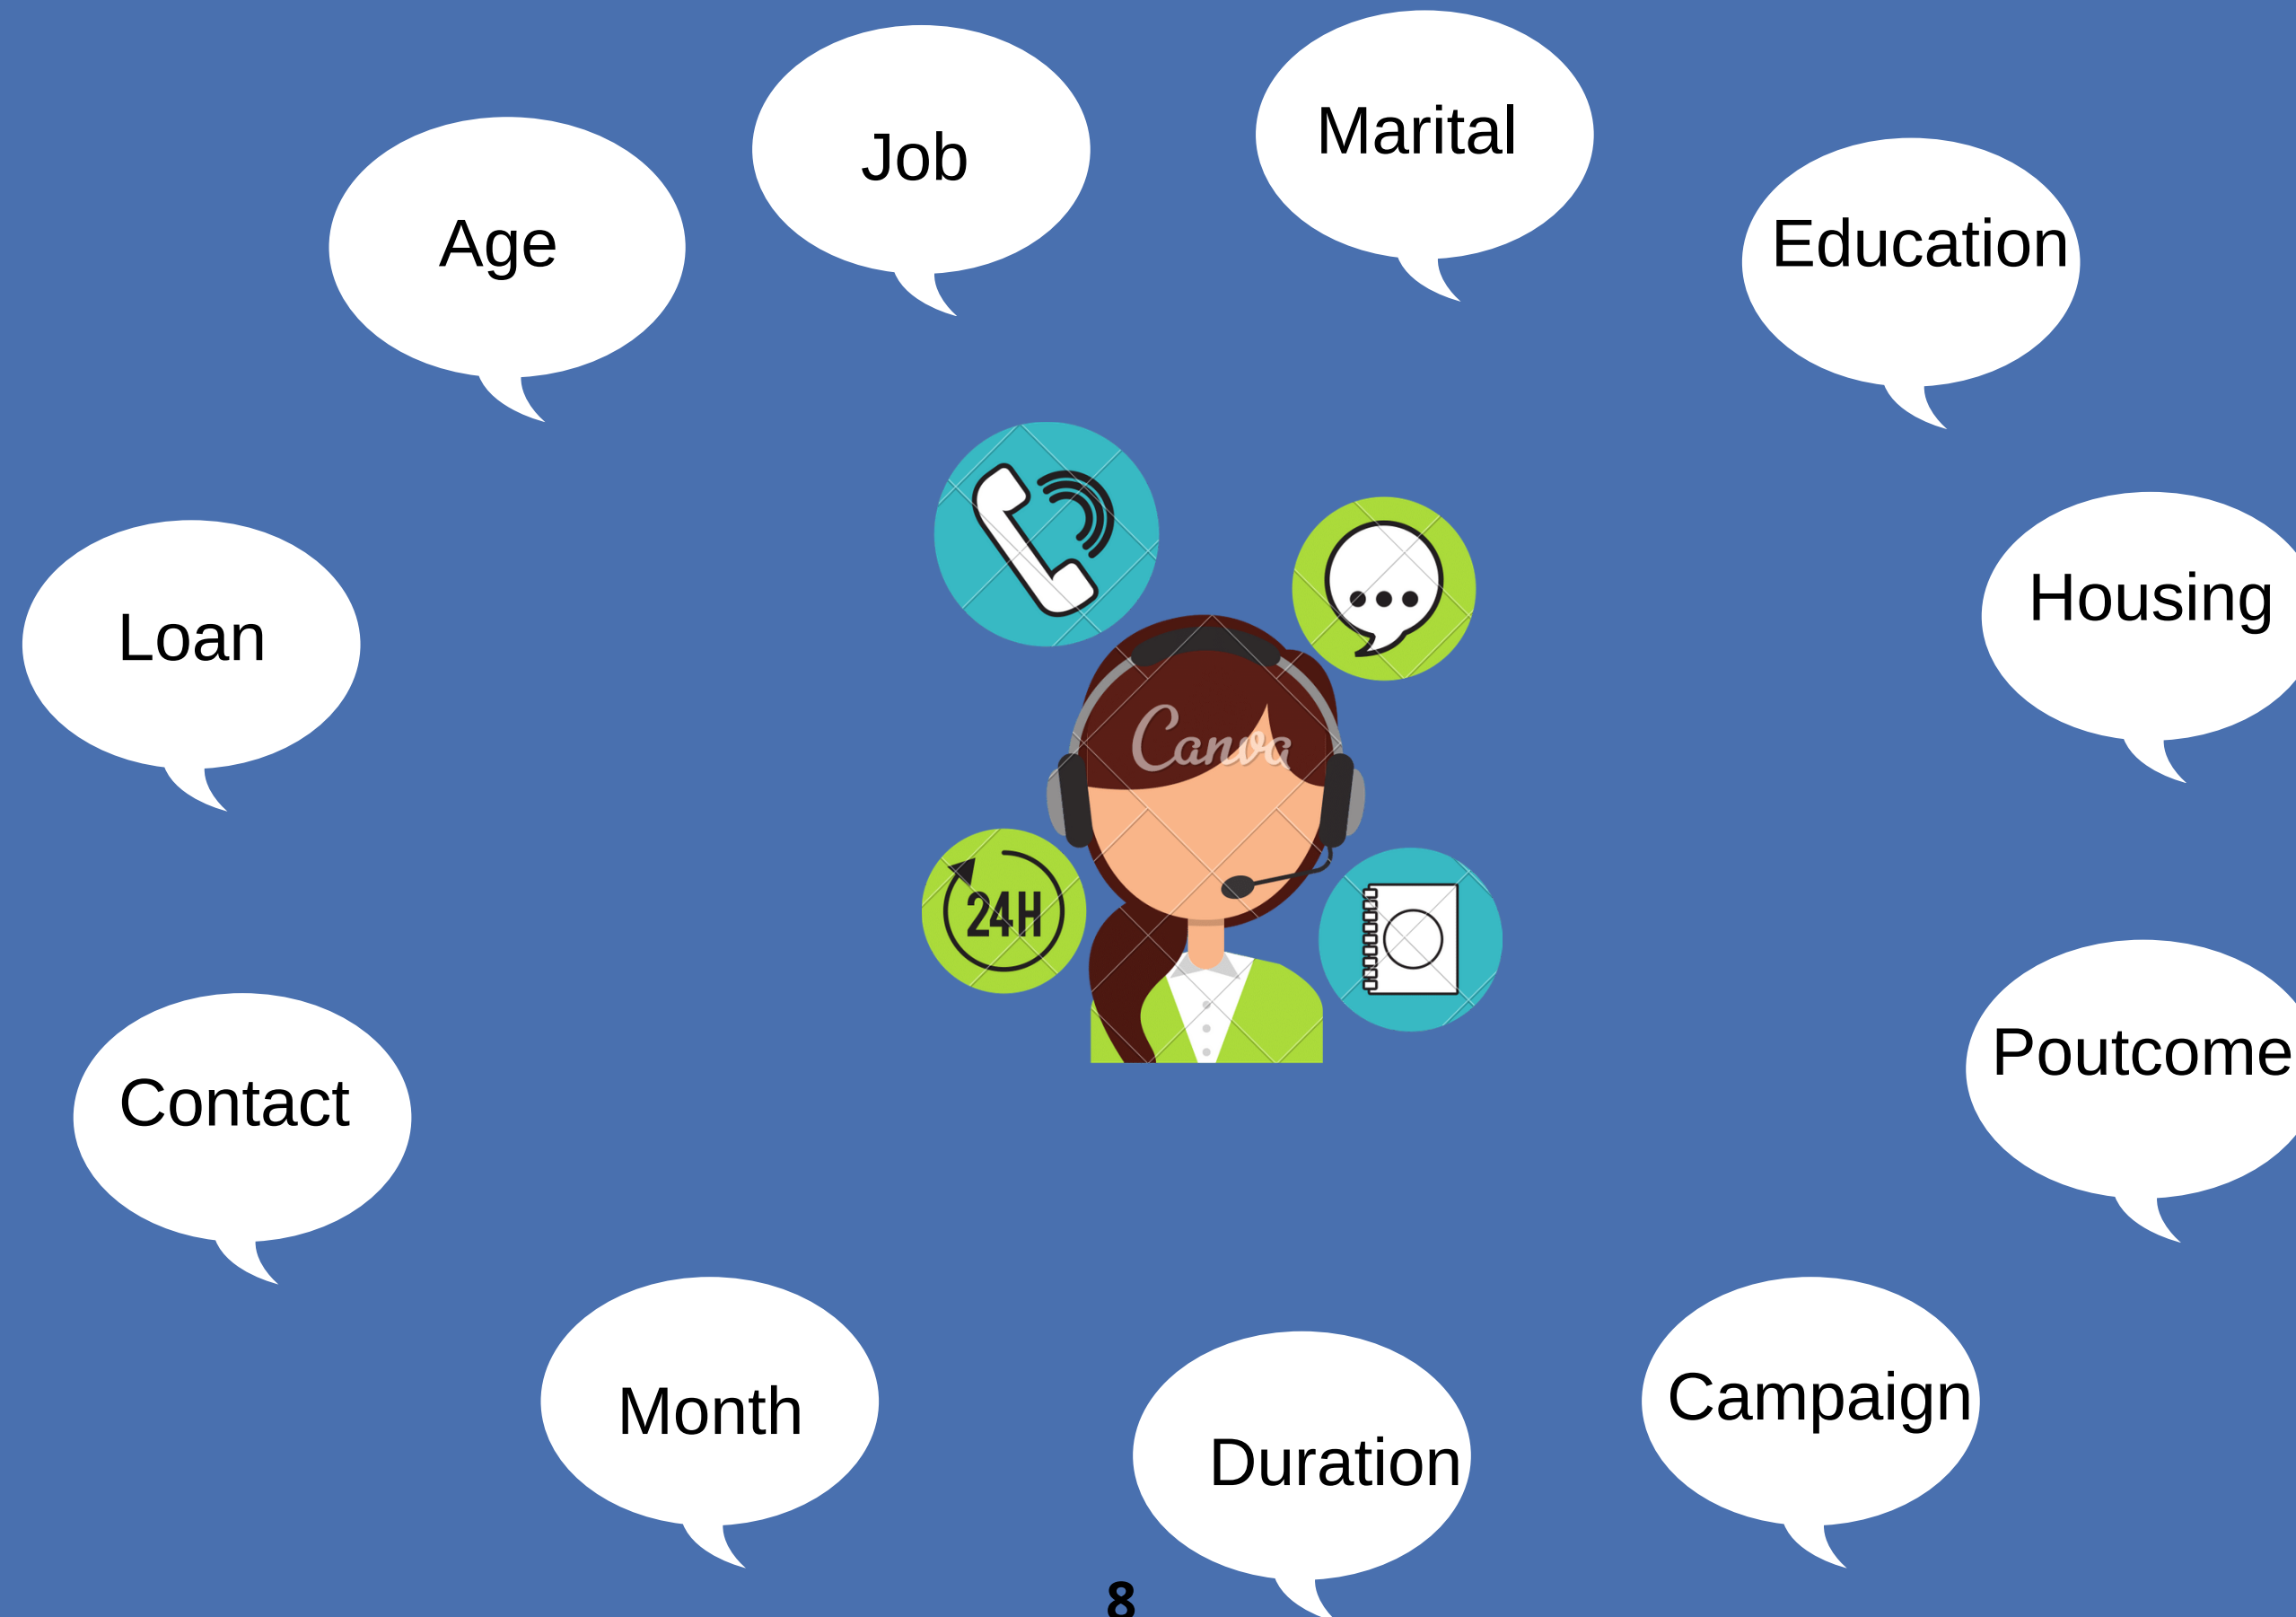 Job
Marital
Age
Education
Loan
Housing
Canva
24H
Contact
Poutcome
Month
Campaign
Duration
8